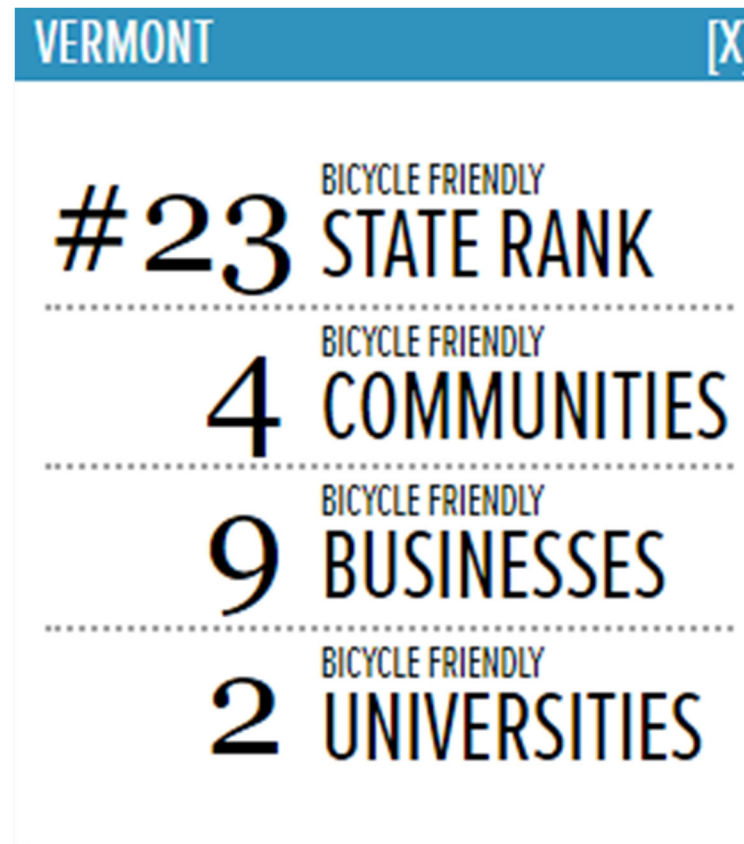 VERMONT [X]
BICYCLE FRIENDLY
#23 STATE RANK
BICYCLE FRIENDLY
4 COMMUNITIES
BICYCLE FRIENDLY
9 BUSINESSES
BICYCLE FRIENDLY
2 UNIVERSITIES